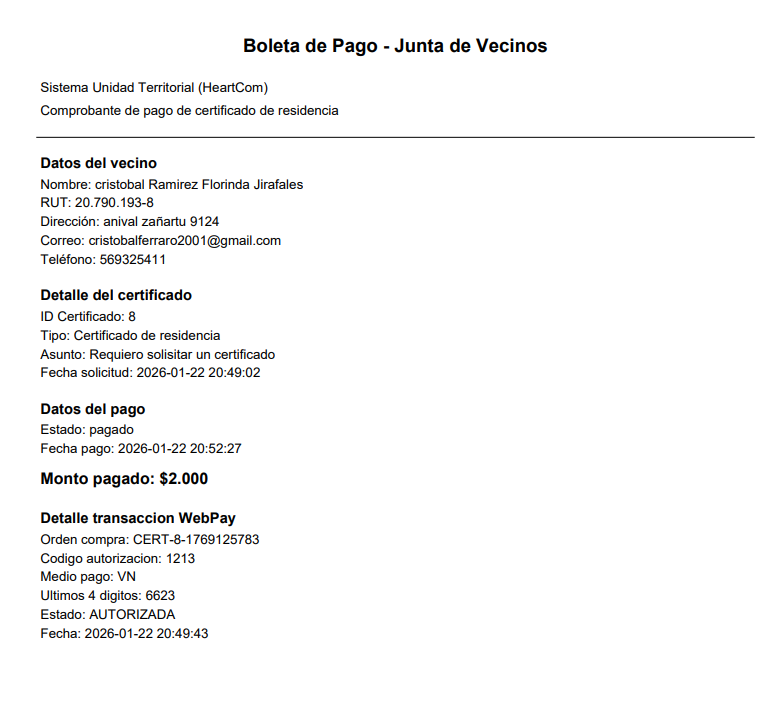 Boleta de Pago - Junta de Vecinos
Sistema Unidad Territorial (HeartCom)
Comprobante de pago de certificado de residencia
Datos del vecino
Nombre: cristobal Ramirez Florinda Jirafales
RUT: 20.790.193-8
Dirección: anival zañartu 9124
Correo: cristobalferraro2001@gmail.com
Teléfono: 569325411
Detalle del certificado
ID Certificado: 8
Tipo: Certificado de residencia
Asunto: Requiero solisitar un certificado
Fecha solicitud: 2026-01-22 20:49:02
Datos del pago
Estado: pagado
Fecha pago: 2026-01-22 20:52:27
Monto pagado: $2.000
Detalle transaccion WebPay
Orden compra: CERT-8-1769125783
Codigo autorizacion: 1213
Medio pago: VN
Ultimos 4 digitos: 6623
Estado: AUTORIZADA
Fecha: 2026-01-22 20:49:43